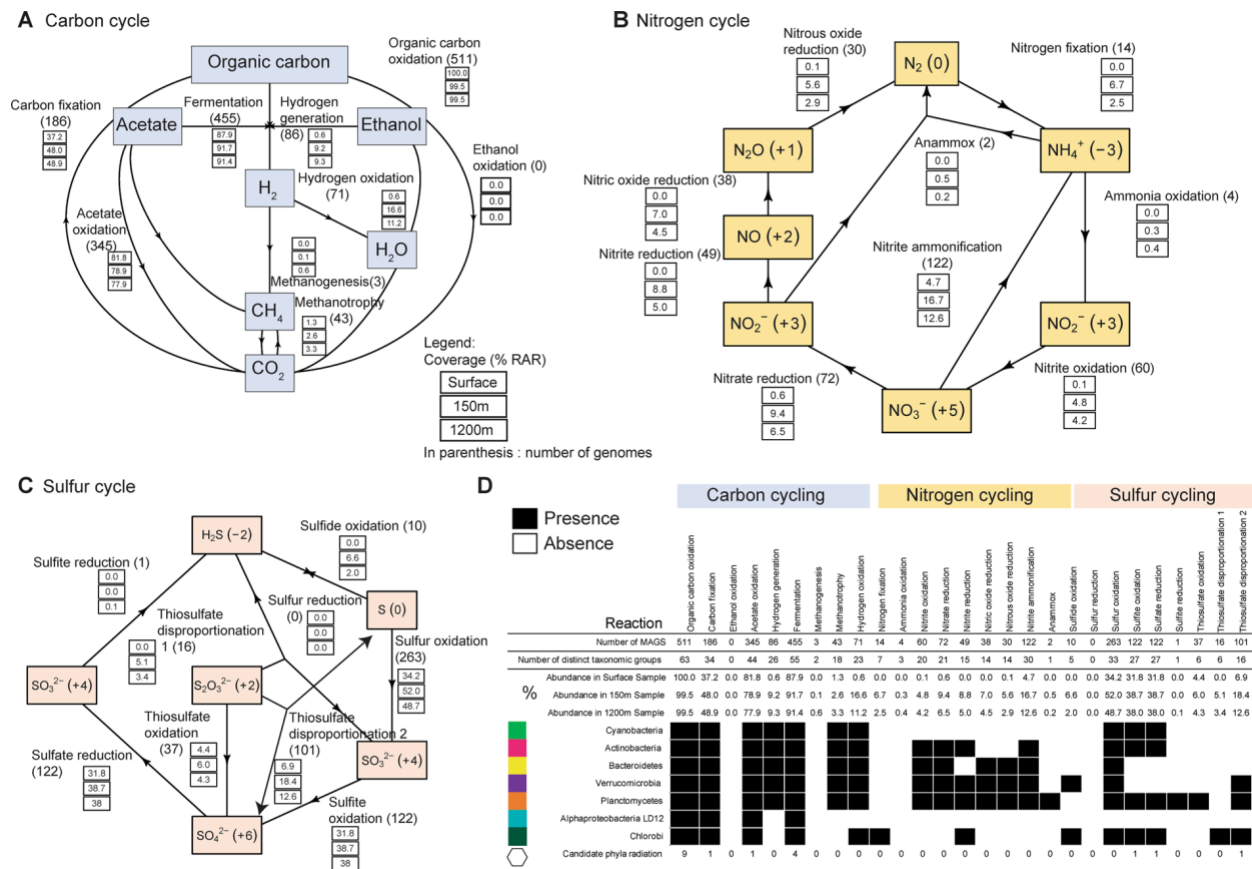 A Carbon cycle
Organic carbon
Organic carbon
oxidation (511)
100.0
99.5
99.5
Carbon fixation
(186)
37.2
48.0
48.9
Acetate
Fermentation
(455)
87.9
91.7
91.4
Hydrogen
generation
(86)
0.6
9.2
9.3
Ethanol
Ethanol
oxidation (0)
0.0
0.0
0.0
H2
Hydrogen oxidation
(71)
0.6
16.6
11.2
H2O
Acetate
oxidation
(345)
81.8
78.9
77.9
0.0
0.1
0.6
Methanogenesis(3)
CH4
Methanotrophy
(43)
1.3
2.6
3.3
CO2
Legend:
Coverage (% RAR)
Surface
150m
1200m
In parenthesis : number of genomes
B Nitrogen cycle
Nitrous oxide
reduction (30)
0.1
5.6
2.9
N2 (0)
Nitrogen fixation (14)
0.0
6.7
2.5
N2O (+1)
Anammox (2)
0.0
0.5
0.2
NH4+ (−3)
Nitric oxide reduction (38)
0.0
7.0
4.5
NO (+2)
Ammonia oxidation (4)
0.0
0.3
0.4
Nitrite reduction (49)
0.0
8.8
5.0
Nitrite ammonification
(122)
4.7
16.7
12.6
NO2− (+3)
NO2− (+3)
Nitrate reduction (72)
0.6
9.4
6.5
NO3− (+5)
Nitrite oxidation (60)
0.1
4.8
4.2
C Sulfur cycle
H2S (−2)
Sulfide oxidation (10)
0.0
6.6
2.0
Sulfite reduction (1)
0.0
0.0
0.1
S (0)
Sulfur reduction
(0)
0.0
0.0
0.0
Thiosulfate
disproportionation
1 (16)
0.0
5.1
3.4
Sulfur oxidation
(263)
34.2
52.0
48.7
SO3 2− (+4)
S2O3 2− (+2)
Thiosulfate
oxidation
(37)
4.4
6.0
4.3
Thiosulfate
disproportionation 2
(101)
6.9
18.4
12.6
SO3 2− (+4)
Sulfate reduction
(122)
31.8
38.7
38
SO4 2− (+6)
Sulfite
oxidation (122)
31.8
38.7
38
D
Carbon cycling Nitrogen cycling Sulfur cycling
Presence
Absence
Reaction
Organic carbon oxidation
Carbon fixation
Ethanol oxidation
Acetate oxidation
Hydrogen generation
Fermentation
Methanogenesis
Methanotrophy
Hydrogen oxidation
Nitrogen fixation
Ammonia oxidation
Nitrite oxidation
Nitrate reduction
Nitrite reduction
Nitric oxide reduction
Nitrous oxide reduction
Nitrite ammonification
Anammox
Sulfide oxidation
Sulfur reduction
Sulfur oxidation
Sulfite oxidation
Sulfate reduction
Sulfite reduction
Thiosulfate oxidation
Thiosulfate disproportionation 1
Thiosulfate disproportionation 2
Number of MAGS 511 186 0 345 86 455 3 43 71 14 4 60 72 49 38 30 122 2 10 0 263 122 122 1 37 16 101
Number of distinct taxonomic groups 63 34 0 44 26 55 2 18 23 7 3 20 21 15 14 14 30 1 5 0 33 27 27 1 6 6 16
Abundance in Surface Sample 100.0 37.2 0.0 81.8 0.6 87.9 0.0 1.3 0.6 0.0 0.0 0.1 0.6 0.0 0.0 0.1 4.7 0.0 0.0 0.0 34.2 31.8 31.8 0.0 4.4 0.0 6.9
%
Abundance in 150m Sample 99.5 48.0 0.0 78.9 9.2 91.7 0.1 2.6 16.6 6.7 0.3 4.8 9.4 8.8 7.0 5.6 16.7 0.5 6.6 0.0 52.0 38.7 38.7 0.0 6.0 5.1 18.4
Abundance in 1200m Sample 99.5 48.9 0.0 77.9 9.3 91.4 0.6 3.3 11.2 2.5 0.4 4.2 6.5 5.0 4.5 2.9 12.6 0.2 2.0 0.0 48.7 38.0 38.0 0.1 4.3 3.4 12.6
Cyanobacteria
Actinobacteria
Bacteroidetes
Verrucomicrobia
Planctomycetes
Alphaproteobacteria LD12
Chlorobi
Candidate phyla radiation 9 1 0 1 0 4 0 0 0 0 0 0 0 0 0 0 0 0 0 0 0 1 1 0 0 0 1